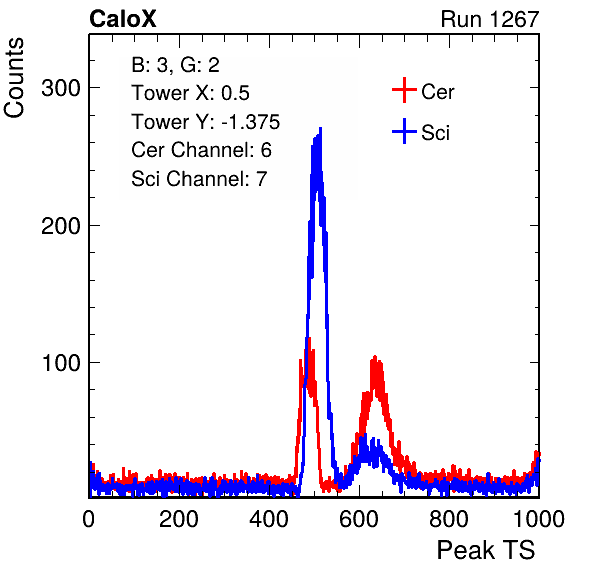 CaloX Run 1267
Counts
B: 3, G: 2
Tower X: 0.5
Tower Y: -1.375
Cer Channel: 6
Sci Channel: 7
Cer
Sci
300
200
100
0 200 400 600 800 1000
Peak TS